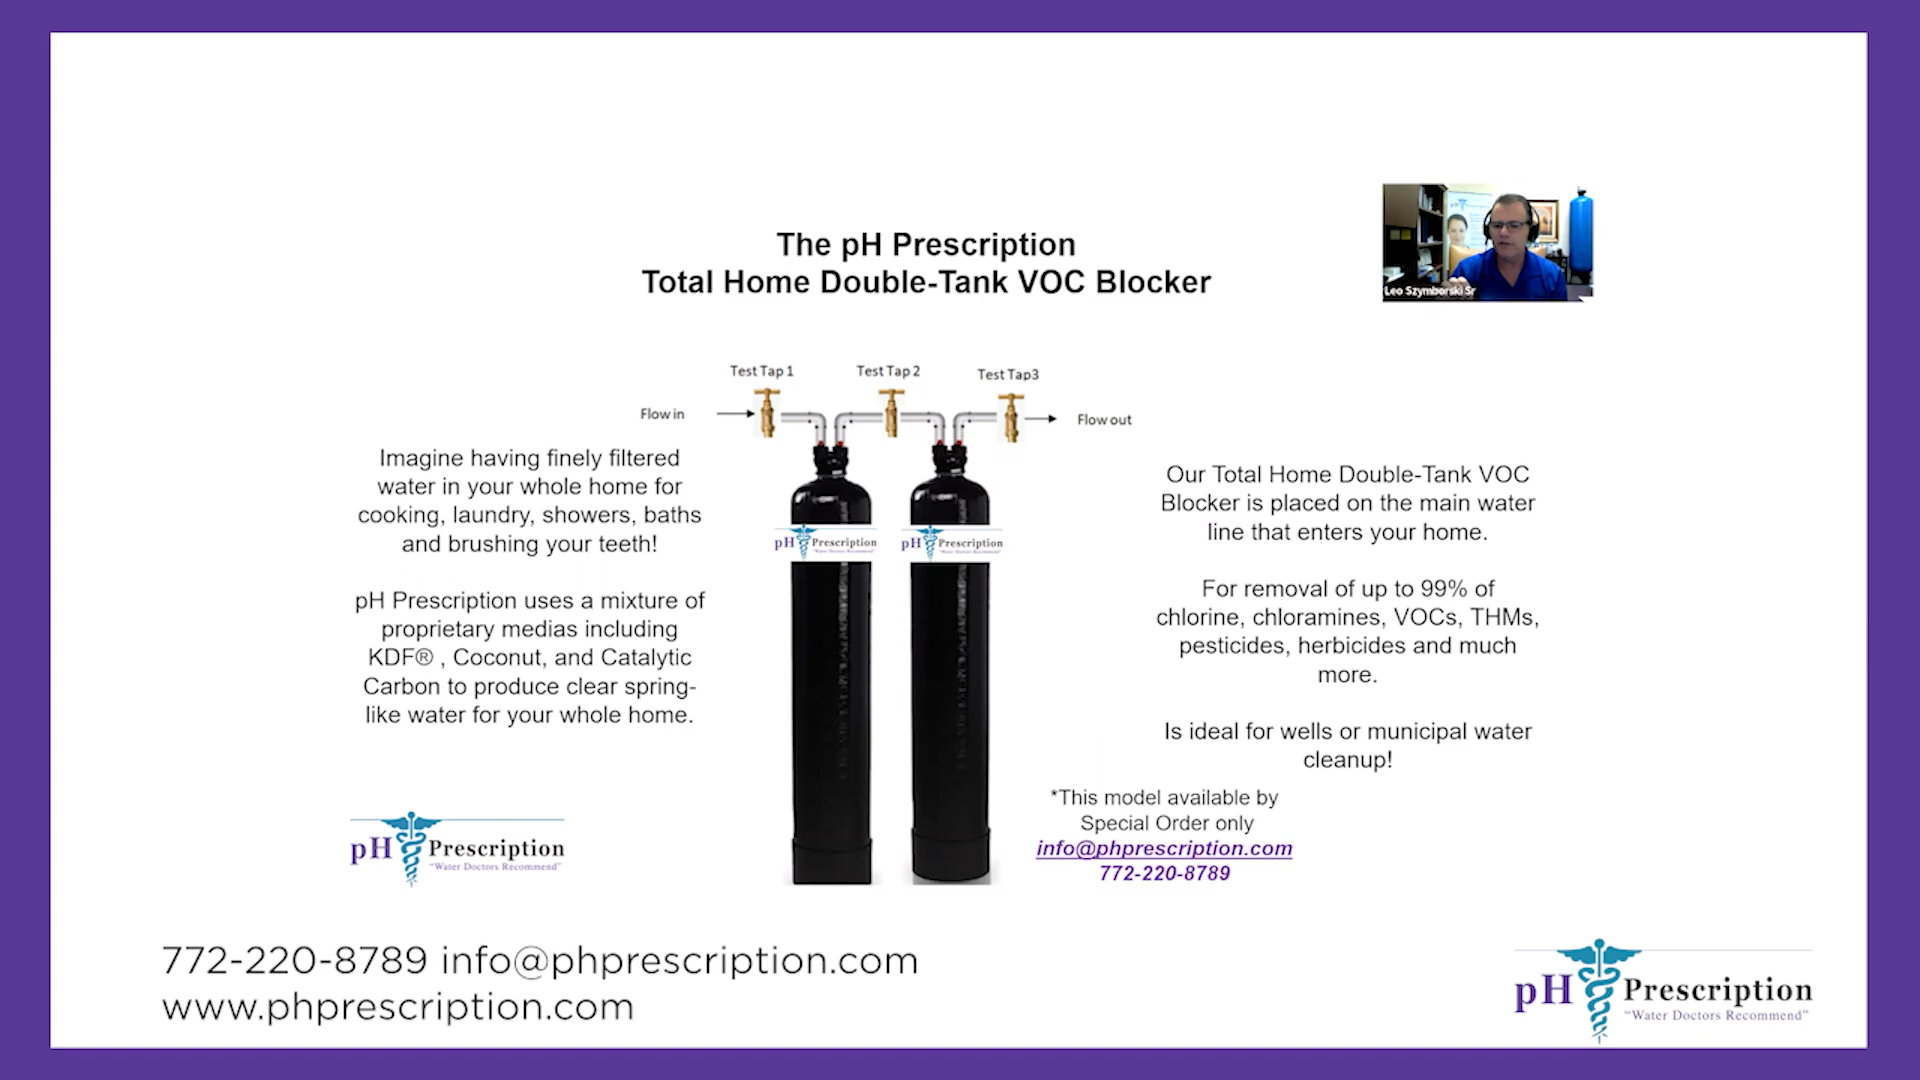 The pH Prescription
Total Home Double-Tank VOC Blocker
Leo Szymborski Sr
Test Tap 1
Test Tap 2
Test Tap3
Flow in
Flow out
Imagine having finely filtered
water in your whole home for
cooking, laundry, showers, baths
and brushing your teeth!
pH Prescription uses a mixture of
proprietary medias including
KDF® , Coconut, and Catalytic
Carbon to produce clear spring-
like water for your whole home.
pH Prescription
"Water Doctors Recommend"
pH Prescription
"Water Doctors Recommend"
Our Total Home Double-Tank VOC
Blocker is placed on the main water
line that enters your home.
For removal of up to 99% of
chlorine, chloramines, VOCs, THMs,
pesticides, herbicides and much
more.
Is ideal for wells or municipal water
cleanup!
*This model available by
Special Order only
info@phprescription.com
772-220-8789
pH Prescription
"Water Doctors Recommend"
772-220-8789 info@phprescription.com
www.phprescription.com
pH Prescription
"Water Doctors Recommend"